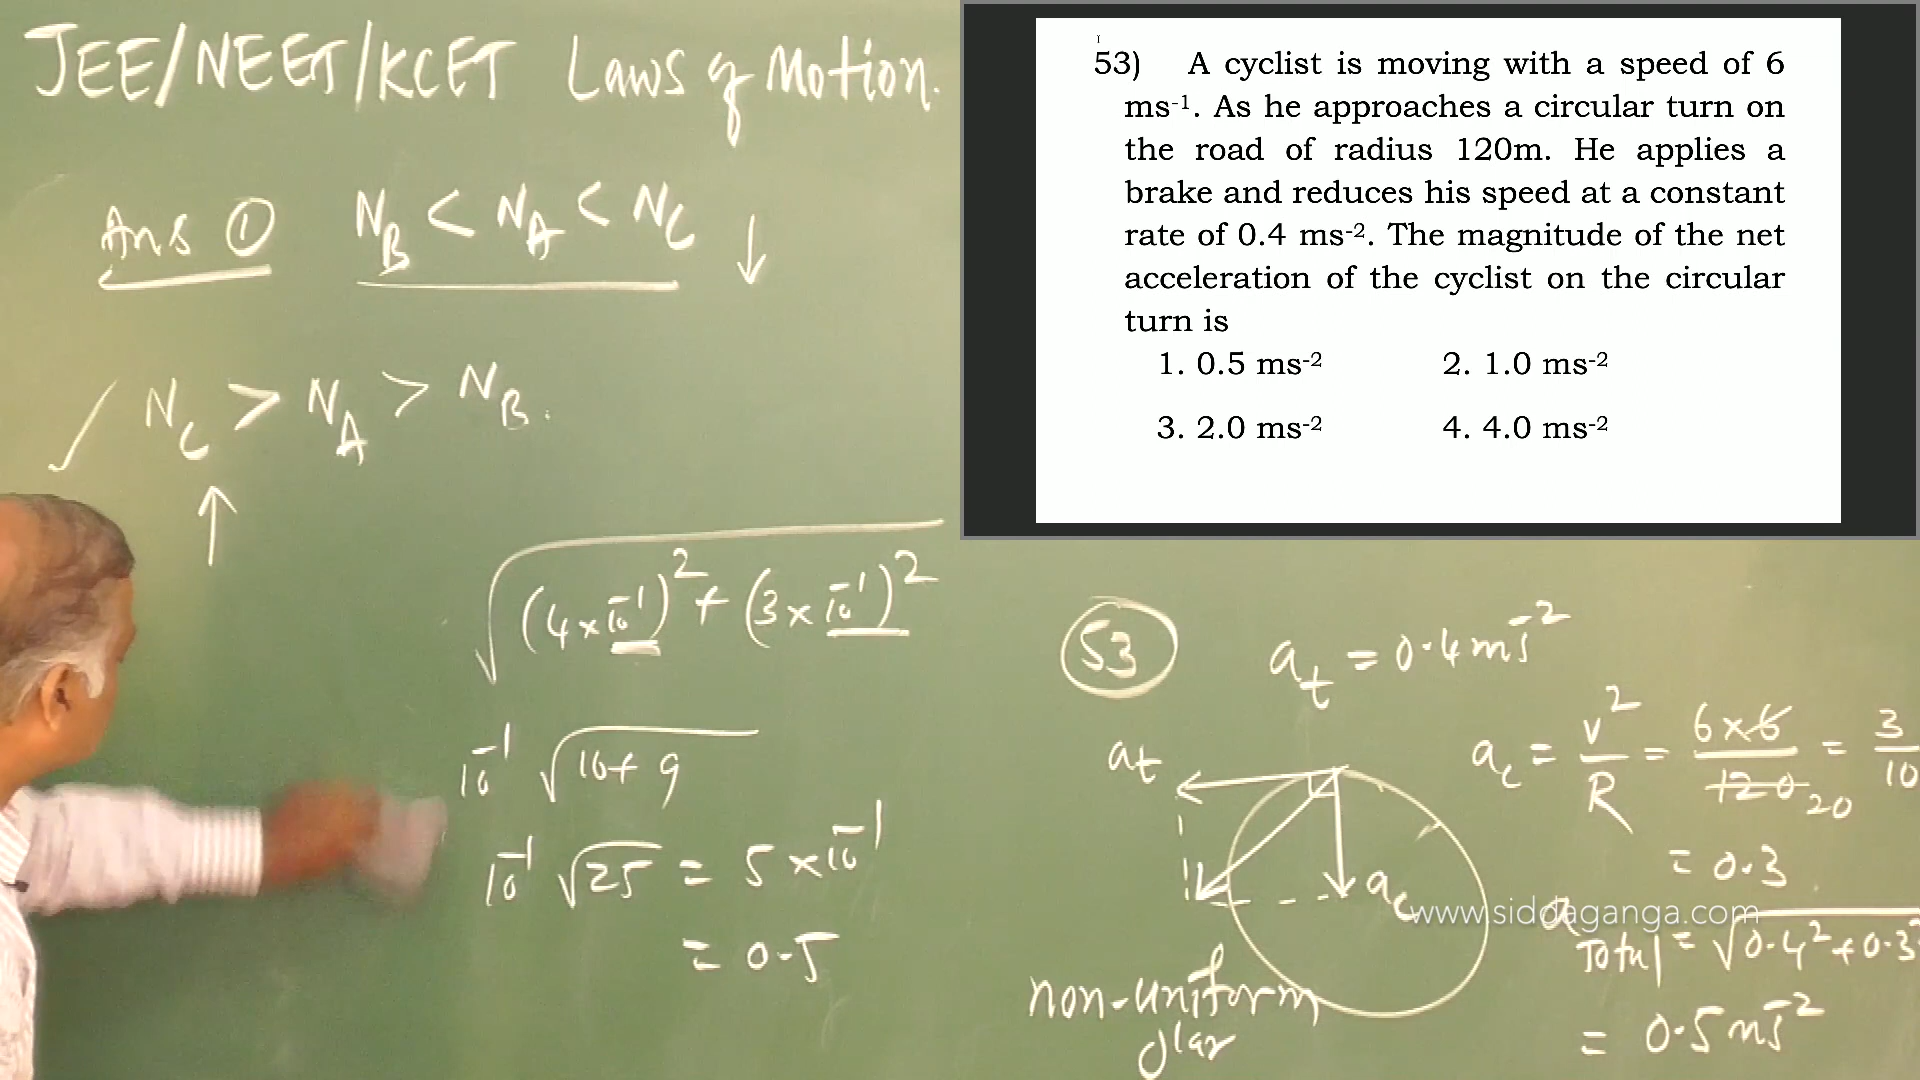 JEE/NEET/KCET Laws of Motion.
Ans ① N_B < N_A < N_C ↓
N_C > N_A > N_B.
↑
√(4×10⁻¹)² + (3×10⁻¹)²
10⁻¹ √16+9
10⁻¹ √25 = 5×10⁻¹
= 0.5
53) A cyclist is moving with a speed of 6
ms⁻¹. As he approaches a circular turn on
the road of radius 120m. He applies a
brake and reduces his speed at a constant
rate of 0.4 ms⁻². The magnitude of the net
acceleration of the cyclist on the circular
turn is
1. 0.5 ms⁻² 2. 1.0 ms⁻²
3. 2.0 ms⁻² 4. 4.0 ms⁻²
53 a_t = 0.4 ms⁻²
a_c = v²/R = 6×6/120 20 = 3/10
= 0.3
a_t
a_c
www.siddaganga.com
a_Total = √0.4² + 0.3²
= 0.5 ms⁻²
non-uniform